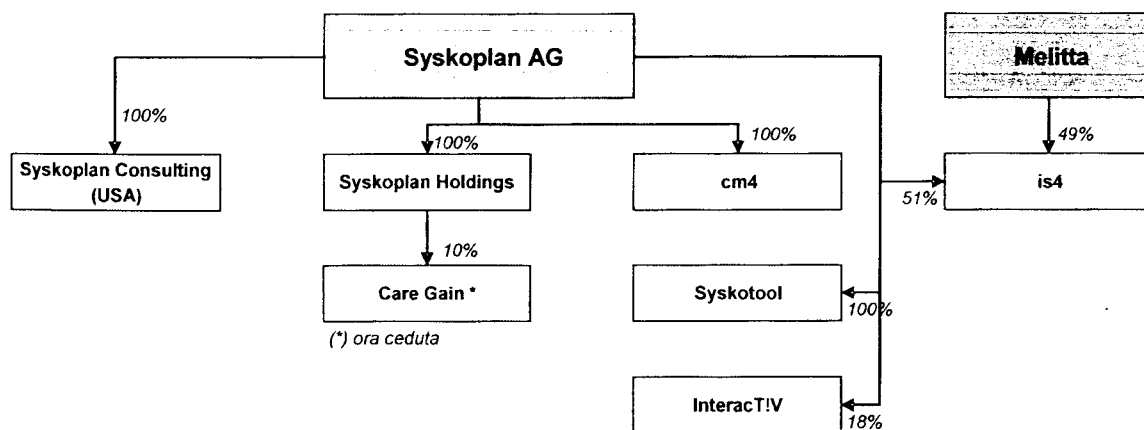 Syskoplan AG
Melitta
100%
100%
100%
49%
Syskoplan Consulting
(USA)
Syskoplan Holdings
cm4
is4
51%
10%
Care Gain *
Syskotool
100%
(*) ora ceduta
InteracT!V
18%